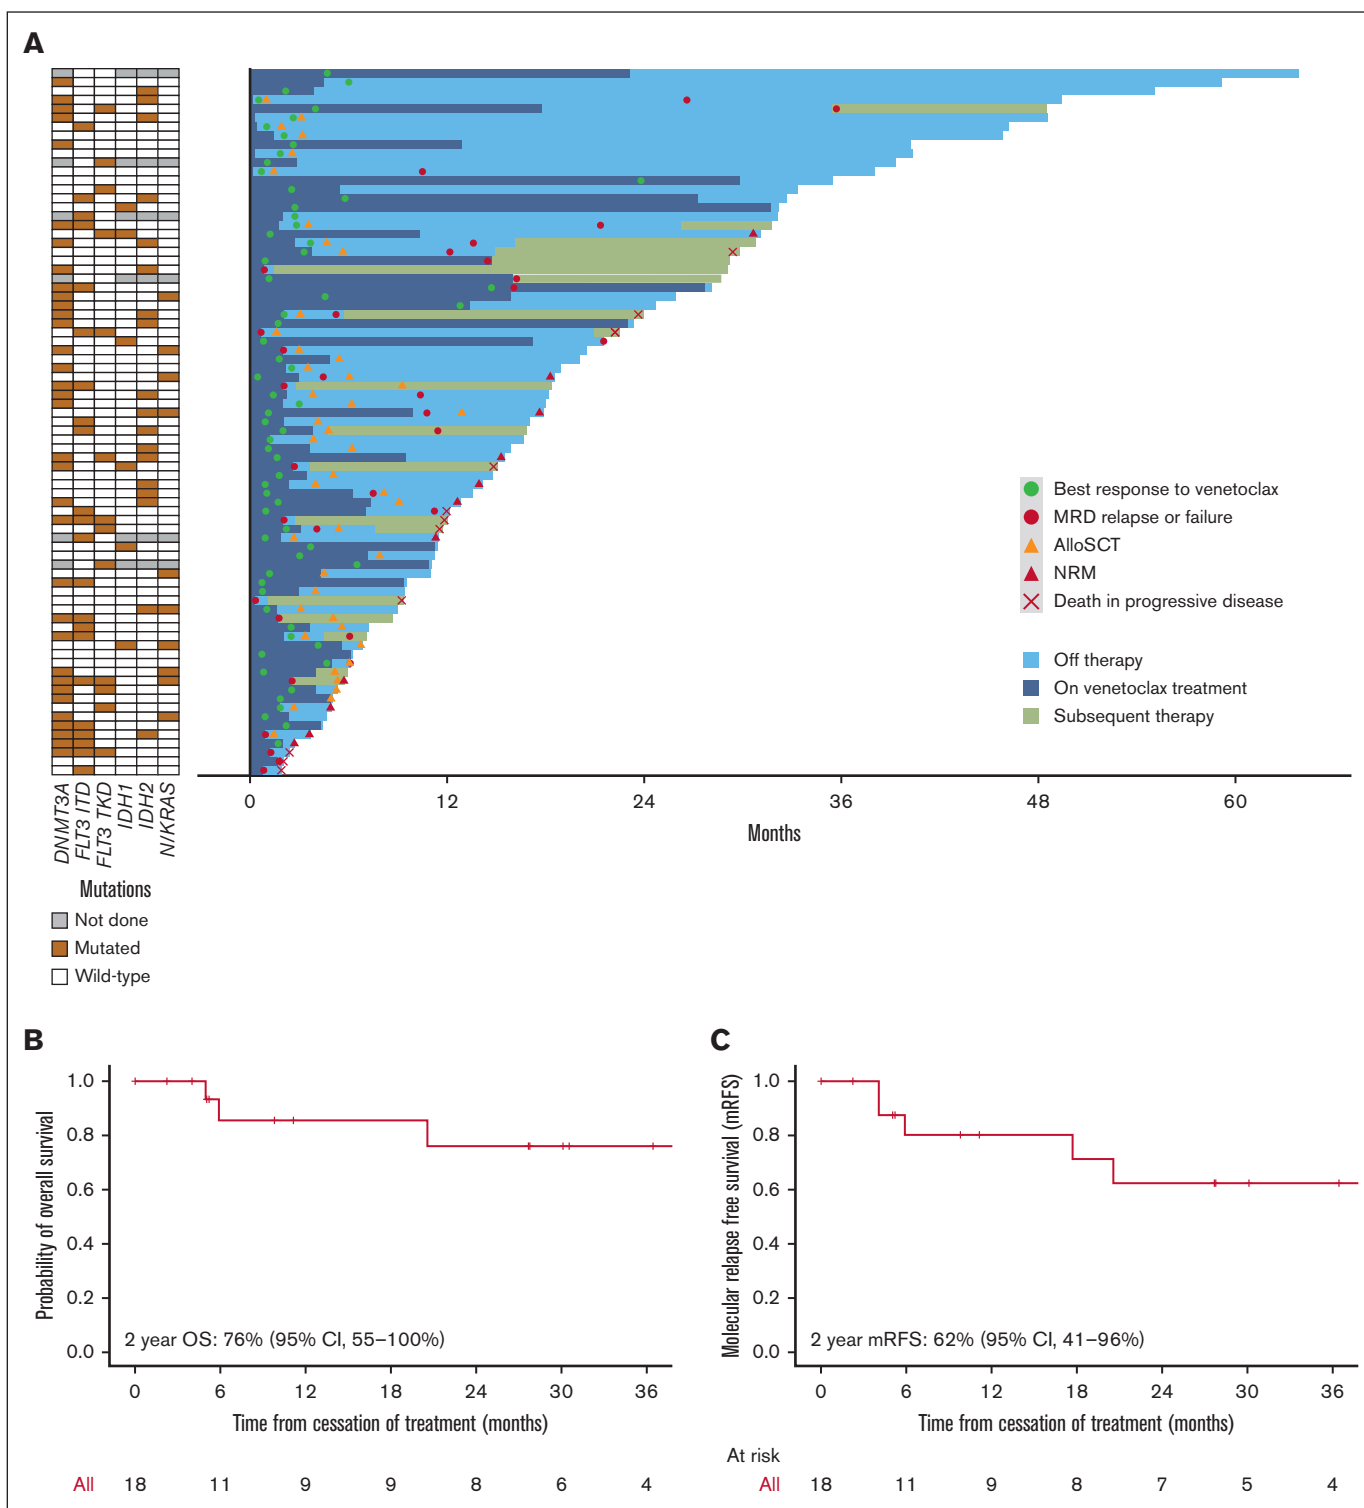 A
Best response to venetoclax
MRD relapse or failure
AlloSCT
NRM
Death in progressive disease
Off therapy
On venetoclax treatment
Subsequent therapy
0 12 24 36 48 60
Months
DNMT3A
FLT3 ITD
FLT3 TKD
IDH1
IDH2
N/KRAS
Mutations
Not done
Mutated
Wild-type
B
Probability of overall survival
1.0
0.8
0.6
0.4
0.2
0.0
2 year OS: 76% (95% CI, 55–100%)
0 6 12 18 24 30 36
Time from cessation of treatment (months)
All 18 11 9 9 8 6 4
C
Molecular relapse free survival (mRFS)
1.0
0.8
0.6
0.4
0.2
0.0
2 year mRFS: 62% (95% CI, 41–96%)
0 6 12 18 24 30 36
Time from cessation of treatment (months)
At risk
All 18 11 9 8 7 5 4